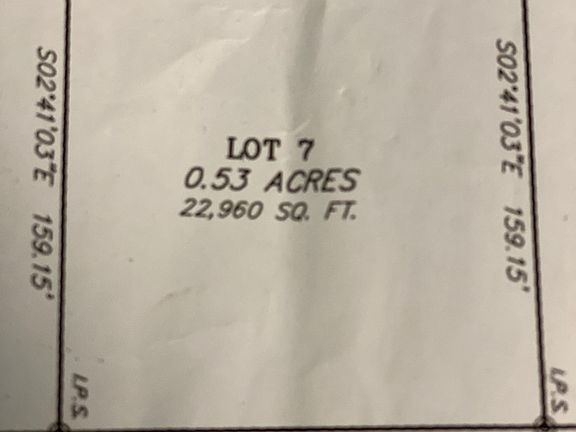 S02°41'03"E 159.15'
LOT 7
0.53 ACRES
22,960 SQ. FT.
S02°41'03"E 159.15'
I.P.S.
I.P.S